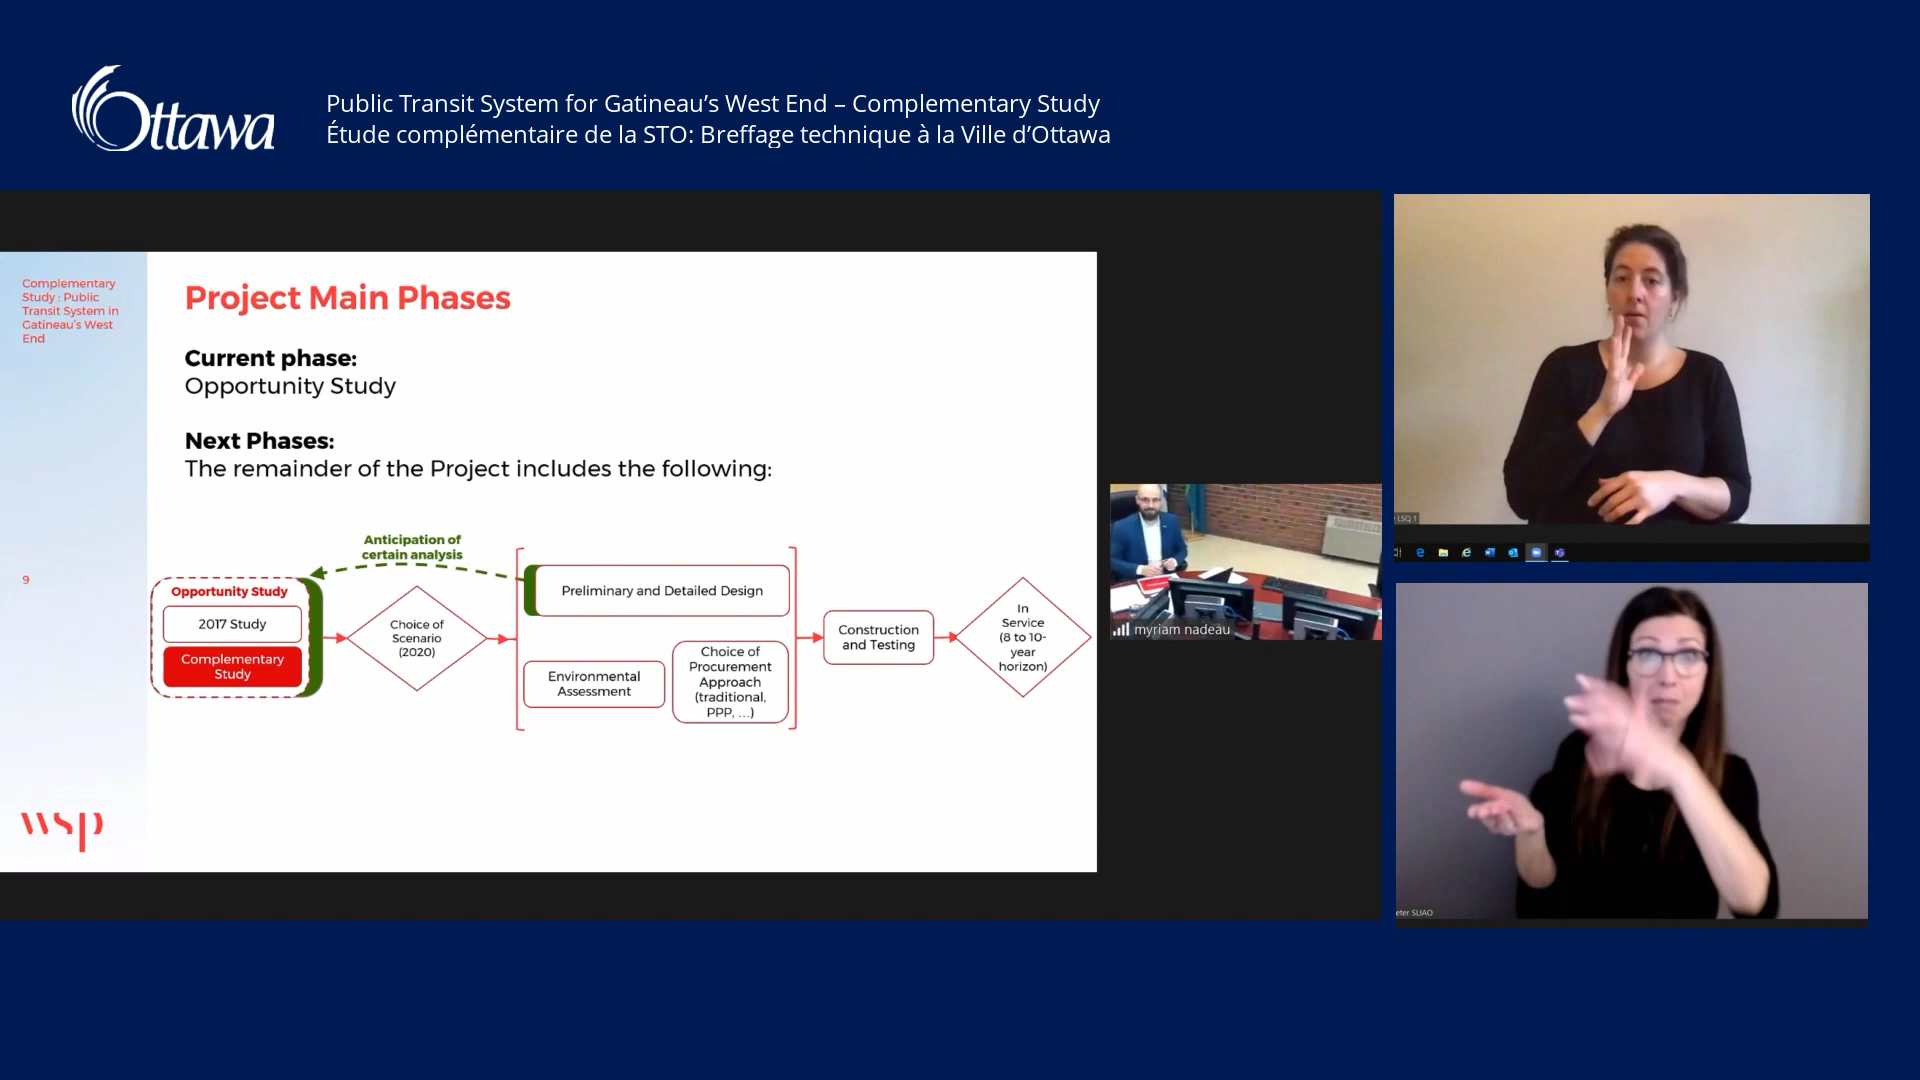 Ottawa
Public Transit System for Gatineau’s West End – Complementary Study
Étude complémentaire de la STO: Breffage technique à la Ville d’Ottawa
Complementary
Study : Public
Transit System in
Gatineau's West
End
9
wsp
Project Main Phases
Current phase:
Opportunity Study
Next Phases:
The remainder of the Project includes the following:
Anticipation of
certain analysis
Opportunity Study
2017 Study
Complementary
Study
Choice of
Scenario
(2020)
Preliminary and Detailed Design
Environmental
Assessment
Choice of
Procurement
Approach
(traditional,
PPP, ...)
Construction
and Testing
In
Service
(8 to 10-
year
horizon)
myriam nadeau
LSQ 1
eter SLIAO